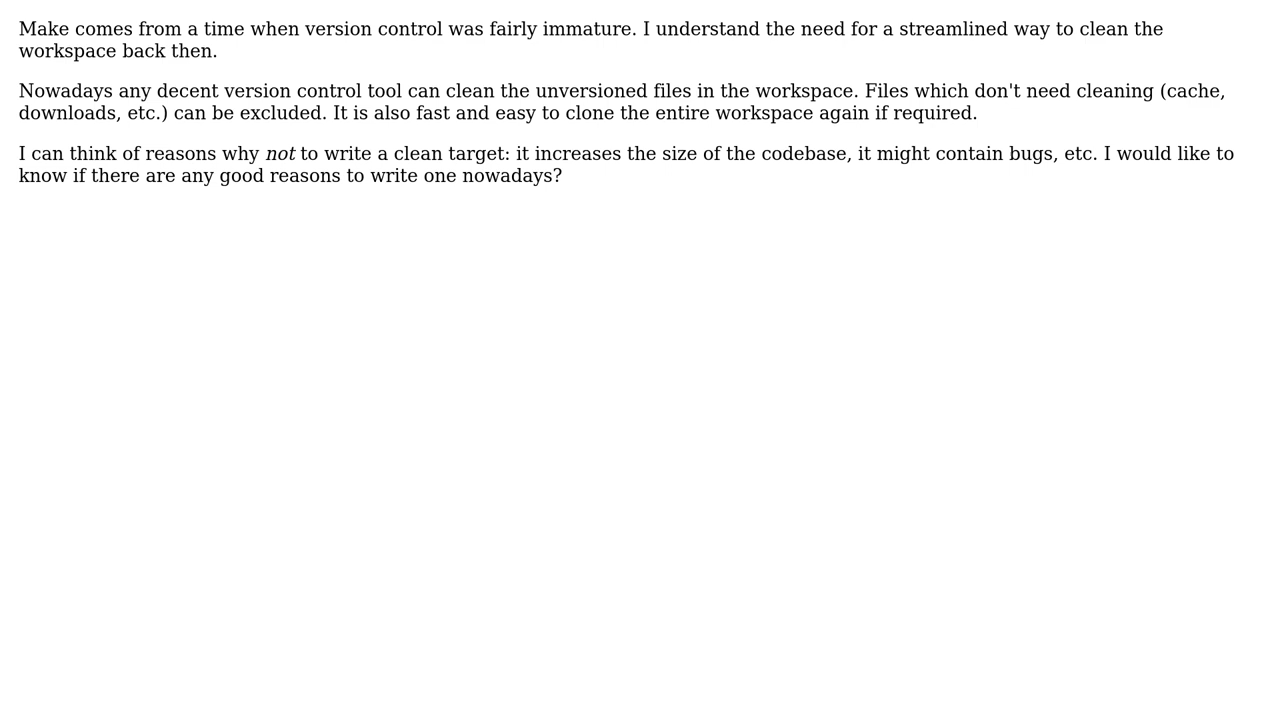 Make comes from a time when version control was fairly immature. I understand the need for a streamlined way to clean the
workspace back then.
Nowadays any decent version control tool can clean the unversioned files in the workspace. Files which don't need cleaning (cache,
downloads, etc.) can be excluded. It is also fast and easy to clone the entire workspace again if required.
I can think of reasons why not to write a clean target: it increases the size of the codebase, it might contain bugs, etc. I would like to
know if there are any good reasons to write one nowadays?